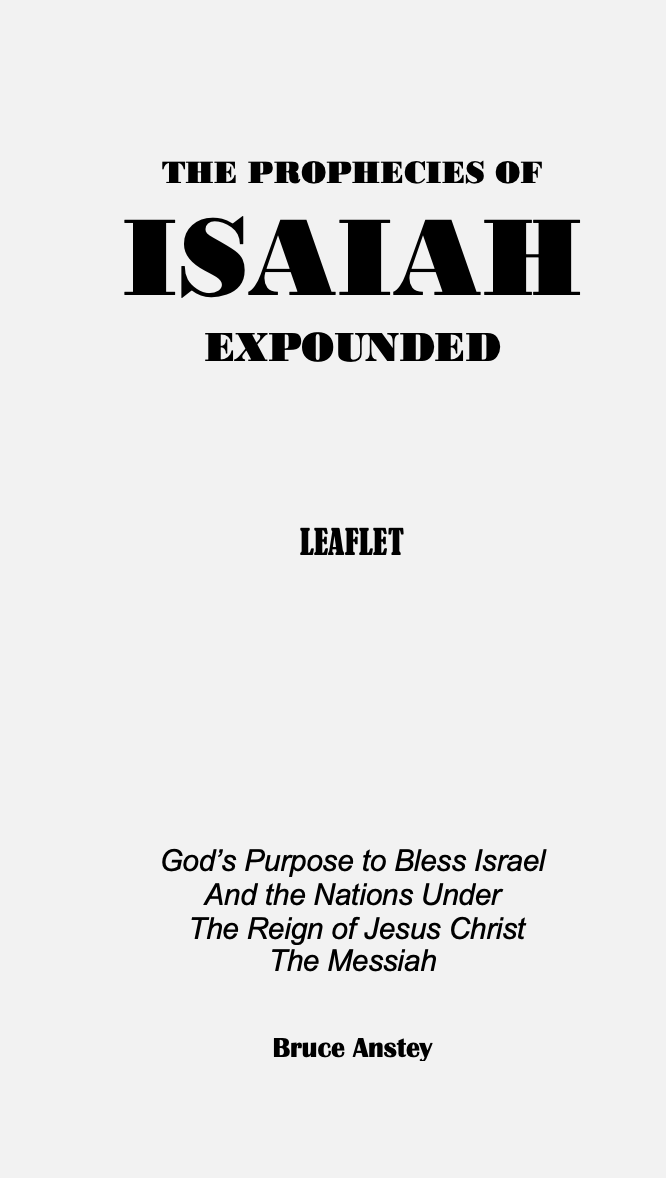 THE PROPHECIES OF
ISAIAH
EXPOUNDED
LEAFLET
God’s Purpose to Bless Israel
And the Nations Under
The Reign of Jesus Christ
The Messiah
Bruce Anstey